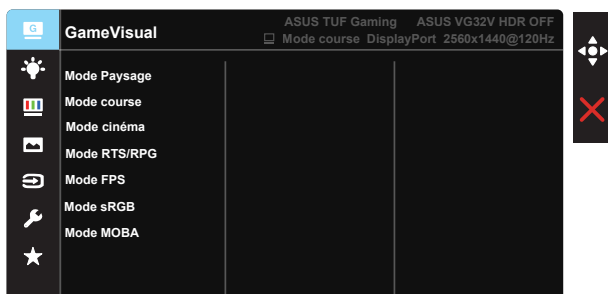 G
GameVisual
ASUS TUF Gaming ASUS VG32V HDR OFF
Mode course DisplayPort 2560x1440@120Hz
Mode Paysage
Mode course
Mode cinéma
Mode RTS/RPG
Mode FPS
Mode sRGB
Mode MOBA